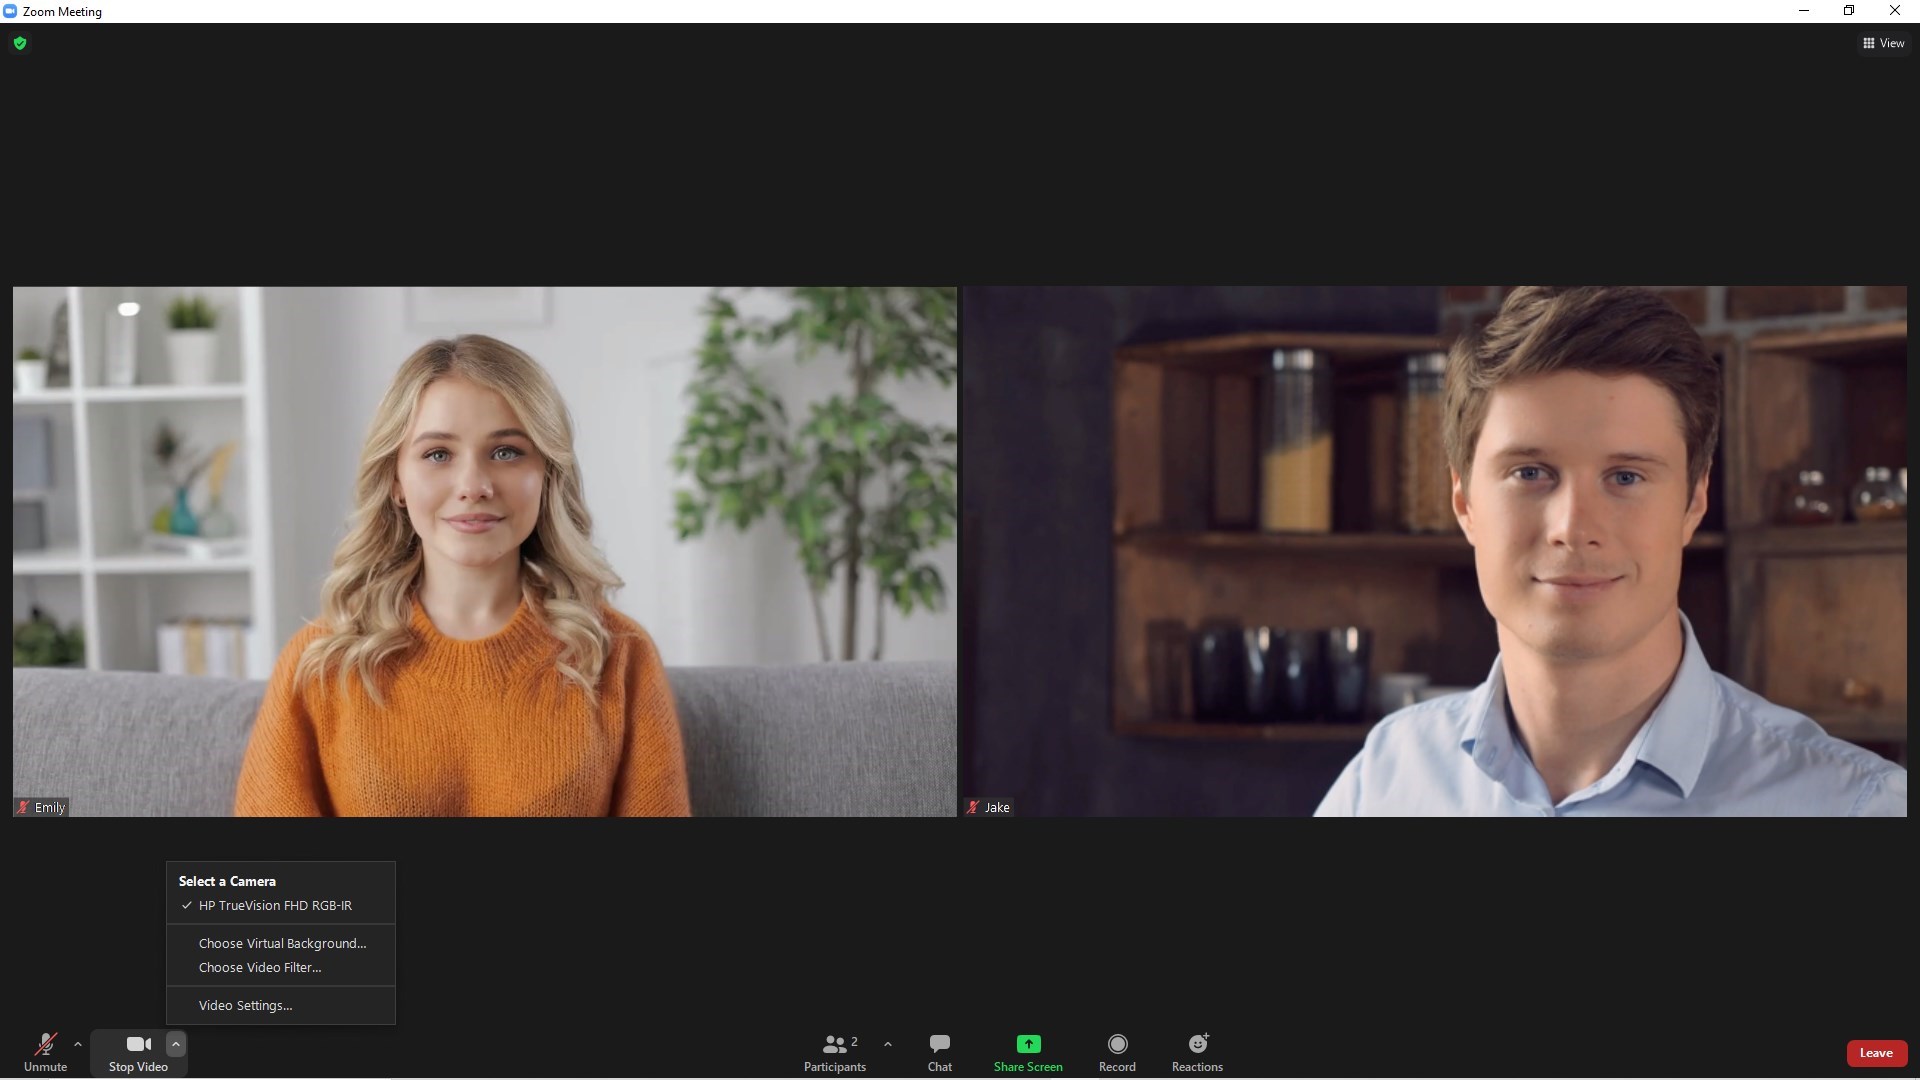 Zoom Meeting
View
Emily
Jake
Select a Camera
HP TrueVision FHD RGB-IR
Choose Virtual Background...
Choose Video Filter...
Video Settings...
Unmute
Stop Video
2
Participants
Chat
Share Screen
Record
Reactions
Leave